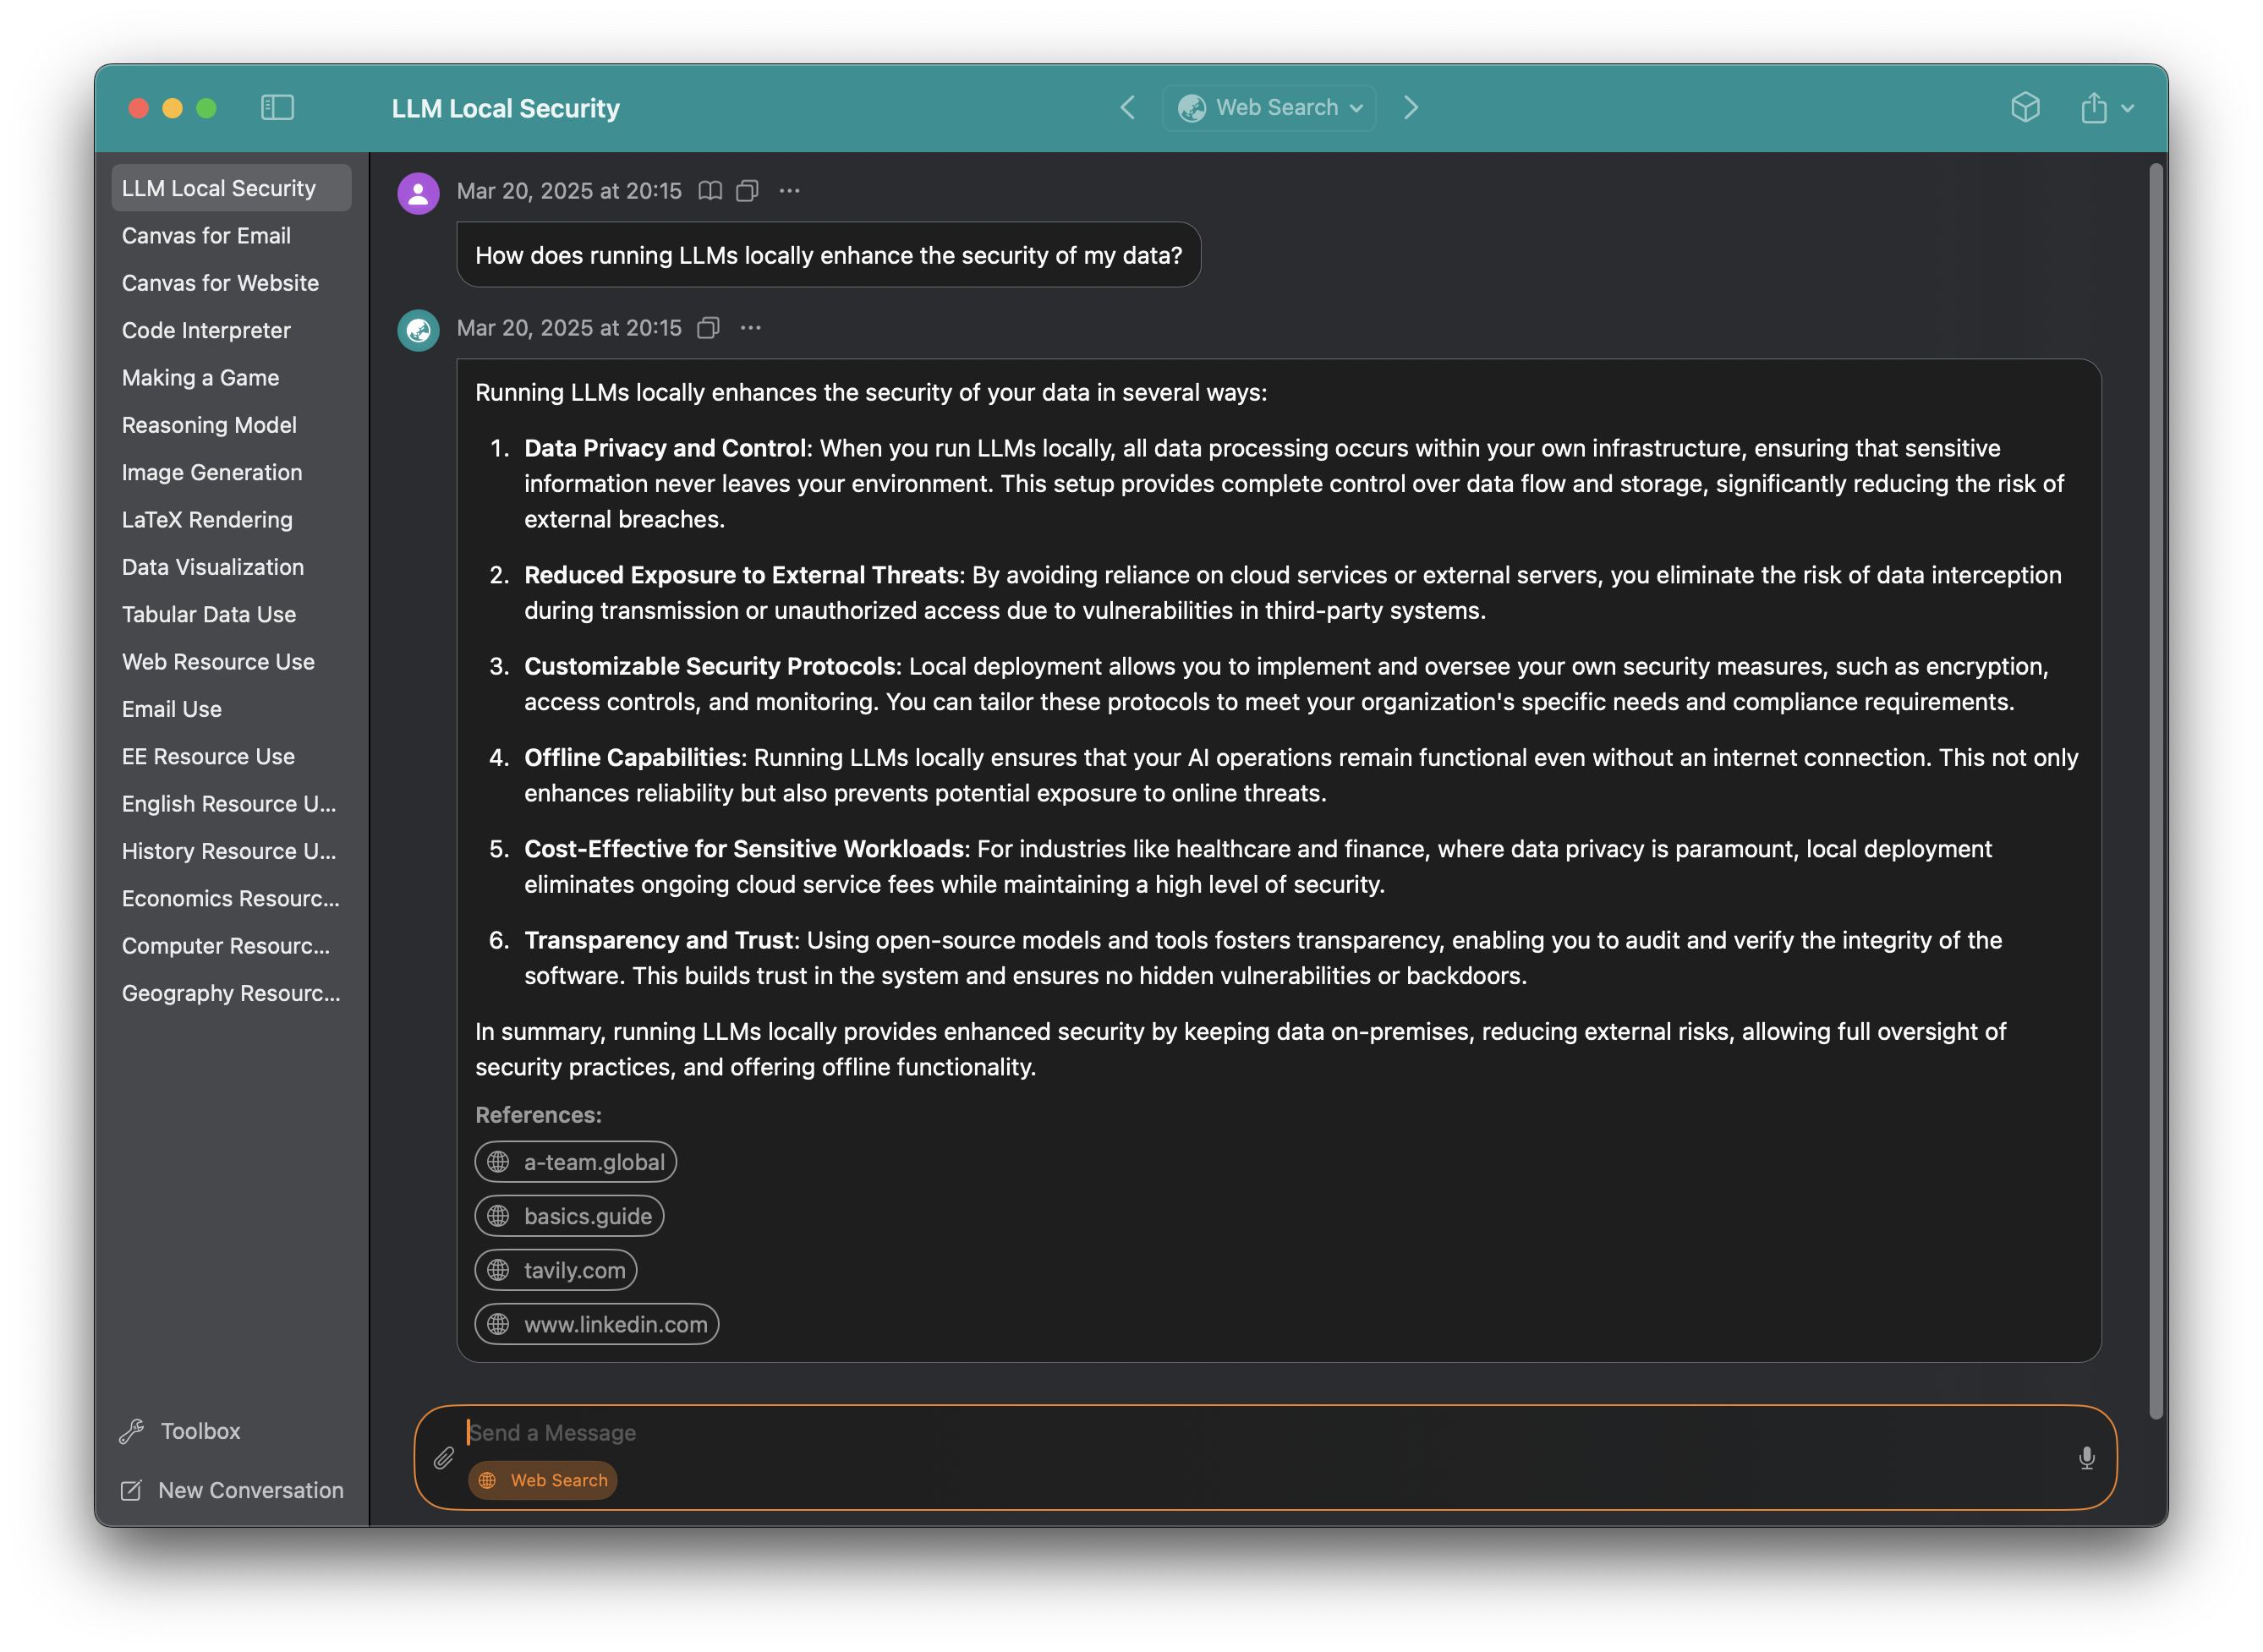 LLM Local Security
Web Search
LLM Local Security
Canvas for Email
Canvas for Website
Code Interpreter
Making a Game
Reasoning Model
Image Generation
LaTeX Rendering
Data Visualization
Tabular Data Use
Web Resource Use
Email Use
EE Resource Use
English Resource U...
History Resource U...
Economics Resourc...
Computer Resourc...
Geography Resourc...
Toolbox
New Conversation
Mar 20, 2025 at 20:15
How does running LLMs locally enhance the security of my data?
Mar 20, 2025 at 20:15
Running LLMs locally enhances the security of your data in several ways:
1. Data Privacy and Control: When you run LLMs locally, all data processing occurs within your own infrastructure, ensuring that sensitive
information never leaves your environment. This setup provides complete control over data flow and storage, significantly reducing the risk of
external breaches.
2. Reduced Exposure to External Threats: By avoiding reliance on cloud services or external servers, you eliminate the risk of data interception
during transmission or unauthorized access due to vulnerabilities in third-party systems.
3. Customizable Security Protocols: Local deployment allows you to implement and oversee your own security measures, such as encryption,
access controls, and monitoring. You can tailor these protocols to meet your organization's specific needs and compliance requirements.
4. Offline Capabilities: Running LLMs locally ensures that your AI operations remain functional even without an internet connection. This not only
enhances reliability but also prevents potential exposure to online threats.
5. Cost-Effective for Sensitive Workloads: For industries like healthcare and finance, where data privacy is paramount, local deployment
eliminates ongoing cloud service fees while maintaining a high level of security.
6. Transparency and Trust: Using open-source models and tools fosters transparency, enabling you to audit and verify the integrity of the
software. This builds trust in the system and ensures no hidden vulnerabilities or backdoors.
In summary, running LLMs locally provides enhanced security by keeping data on-premises, reducing external risks, allowing full oversight of
security practices, and offering offline functionality.
References:
a-team.global
basics.guide
tavily.com
www.linkedin.com
Send a Message
Web Search